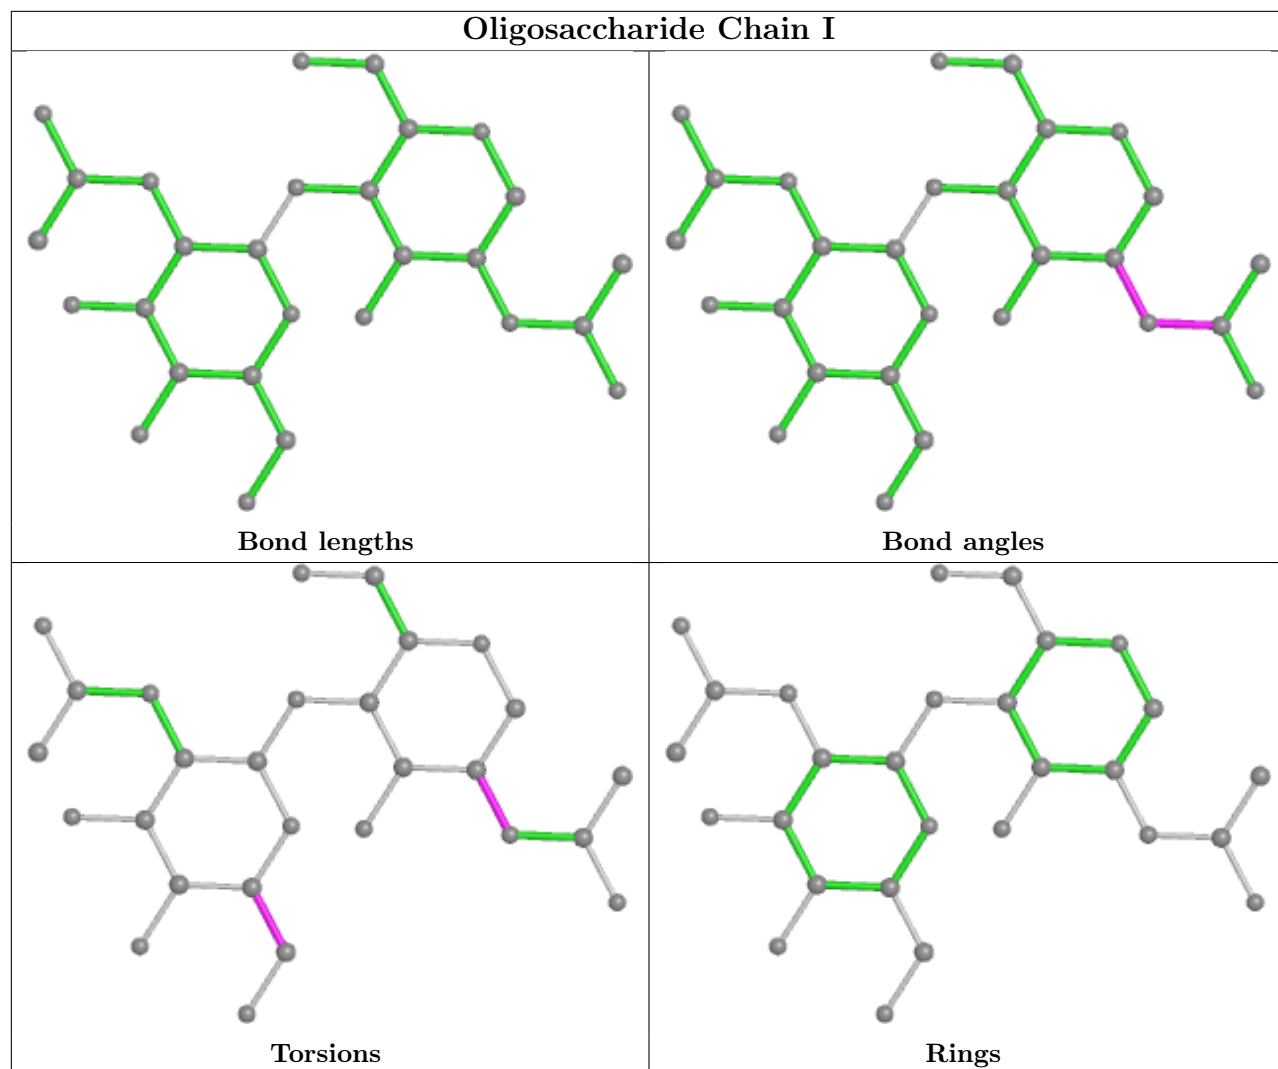 Oligosaccharide Chain I
Bond lengths
Bond angles
Torsions
Rings